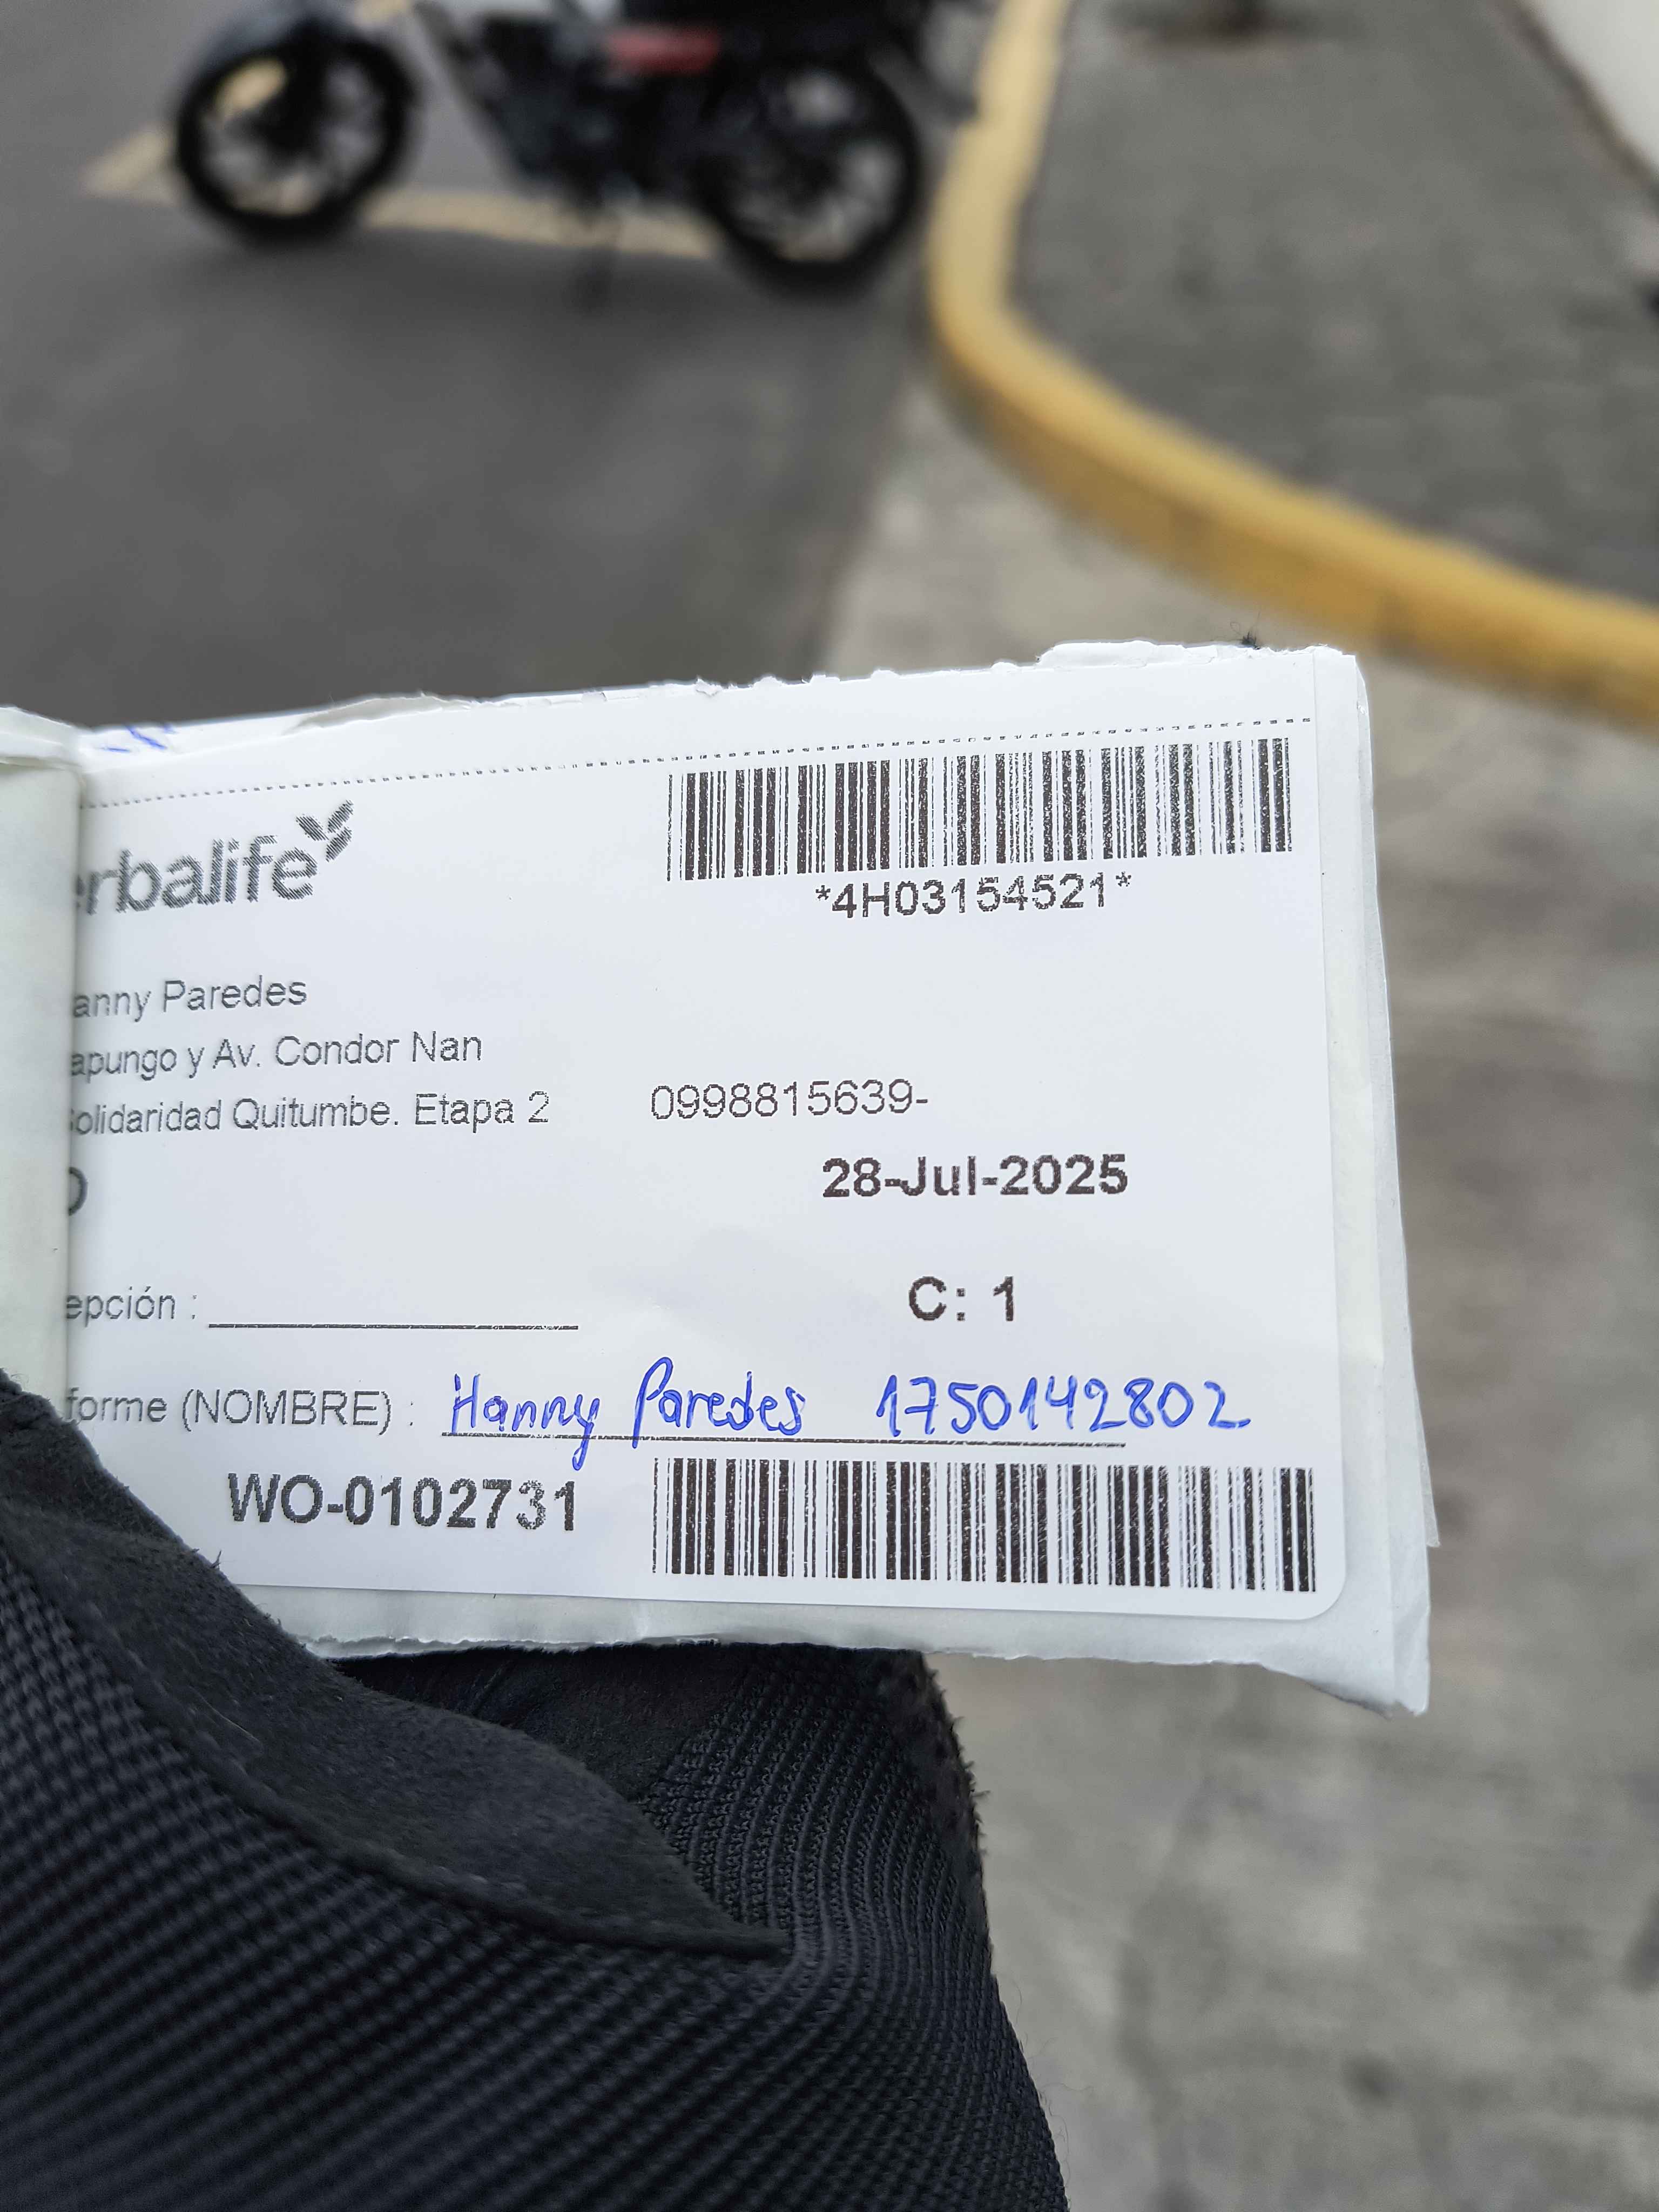 erbalife
*4H03154521*
anny Paredes
apungo y Av. Condor Nan
Solidaridad Quitumbe. Etapa 2 0998815639-
O
28-Jul-2025
epción :
C: 1
forme (NOMBRE) : Hanny Paredes 1750142802
WO-0102731